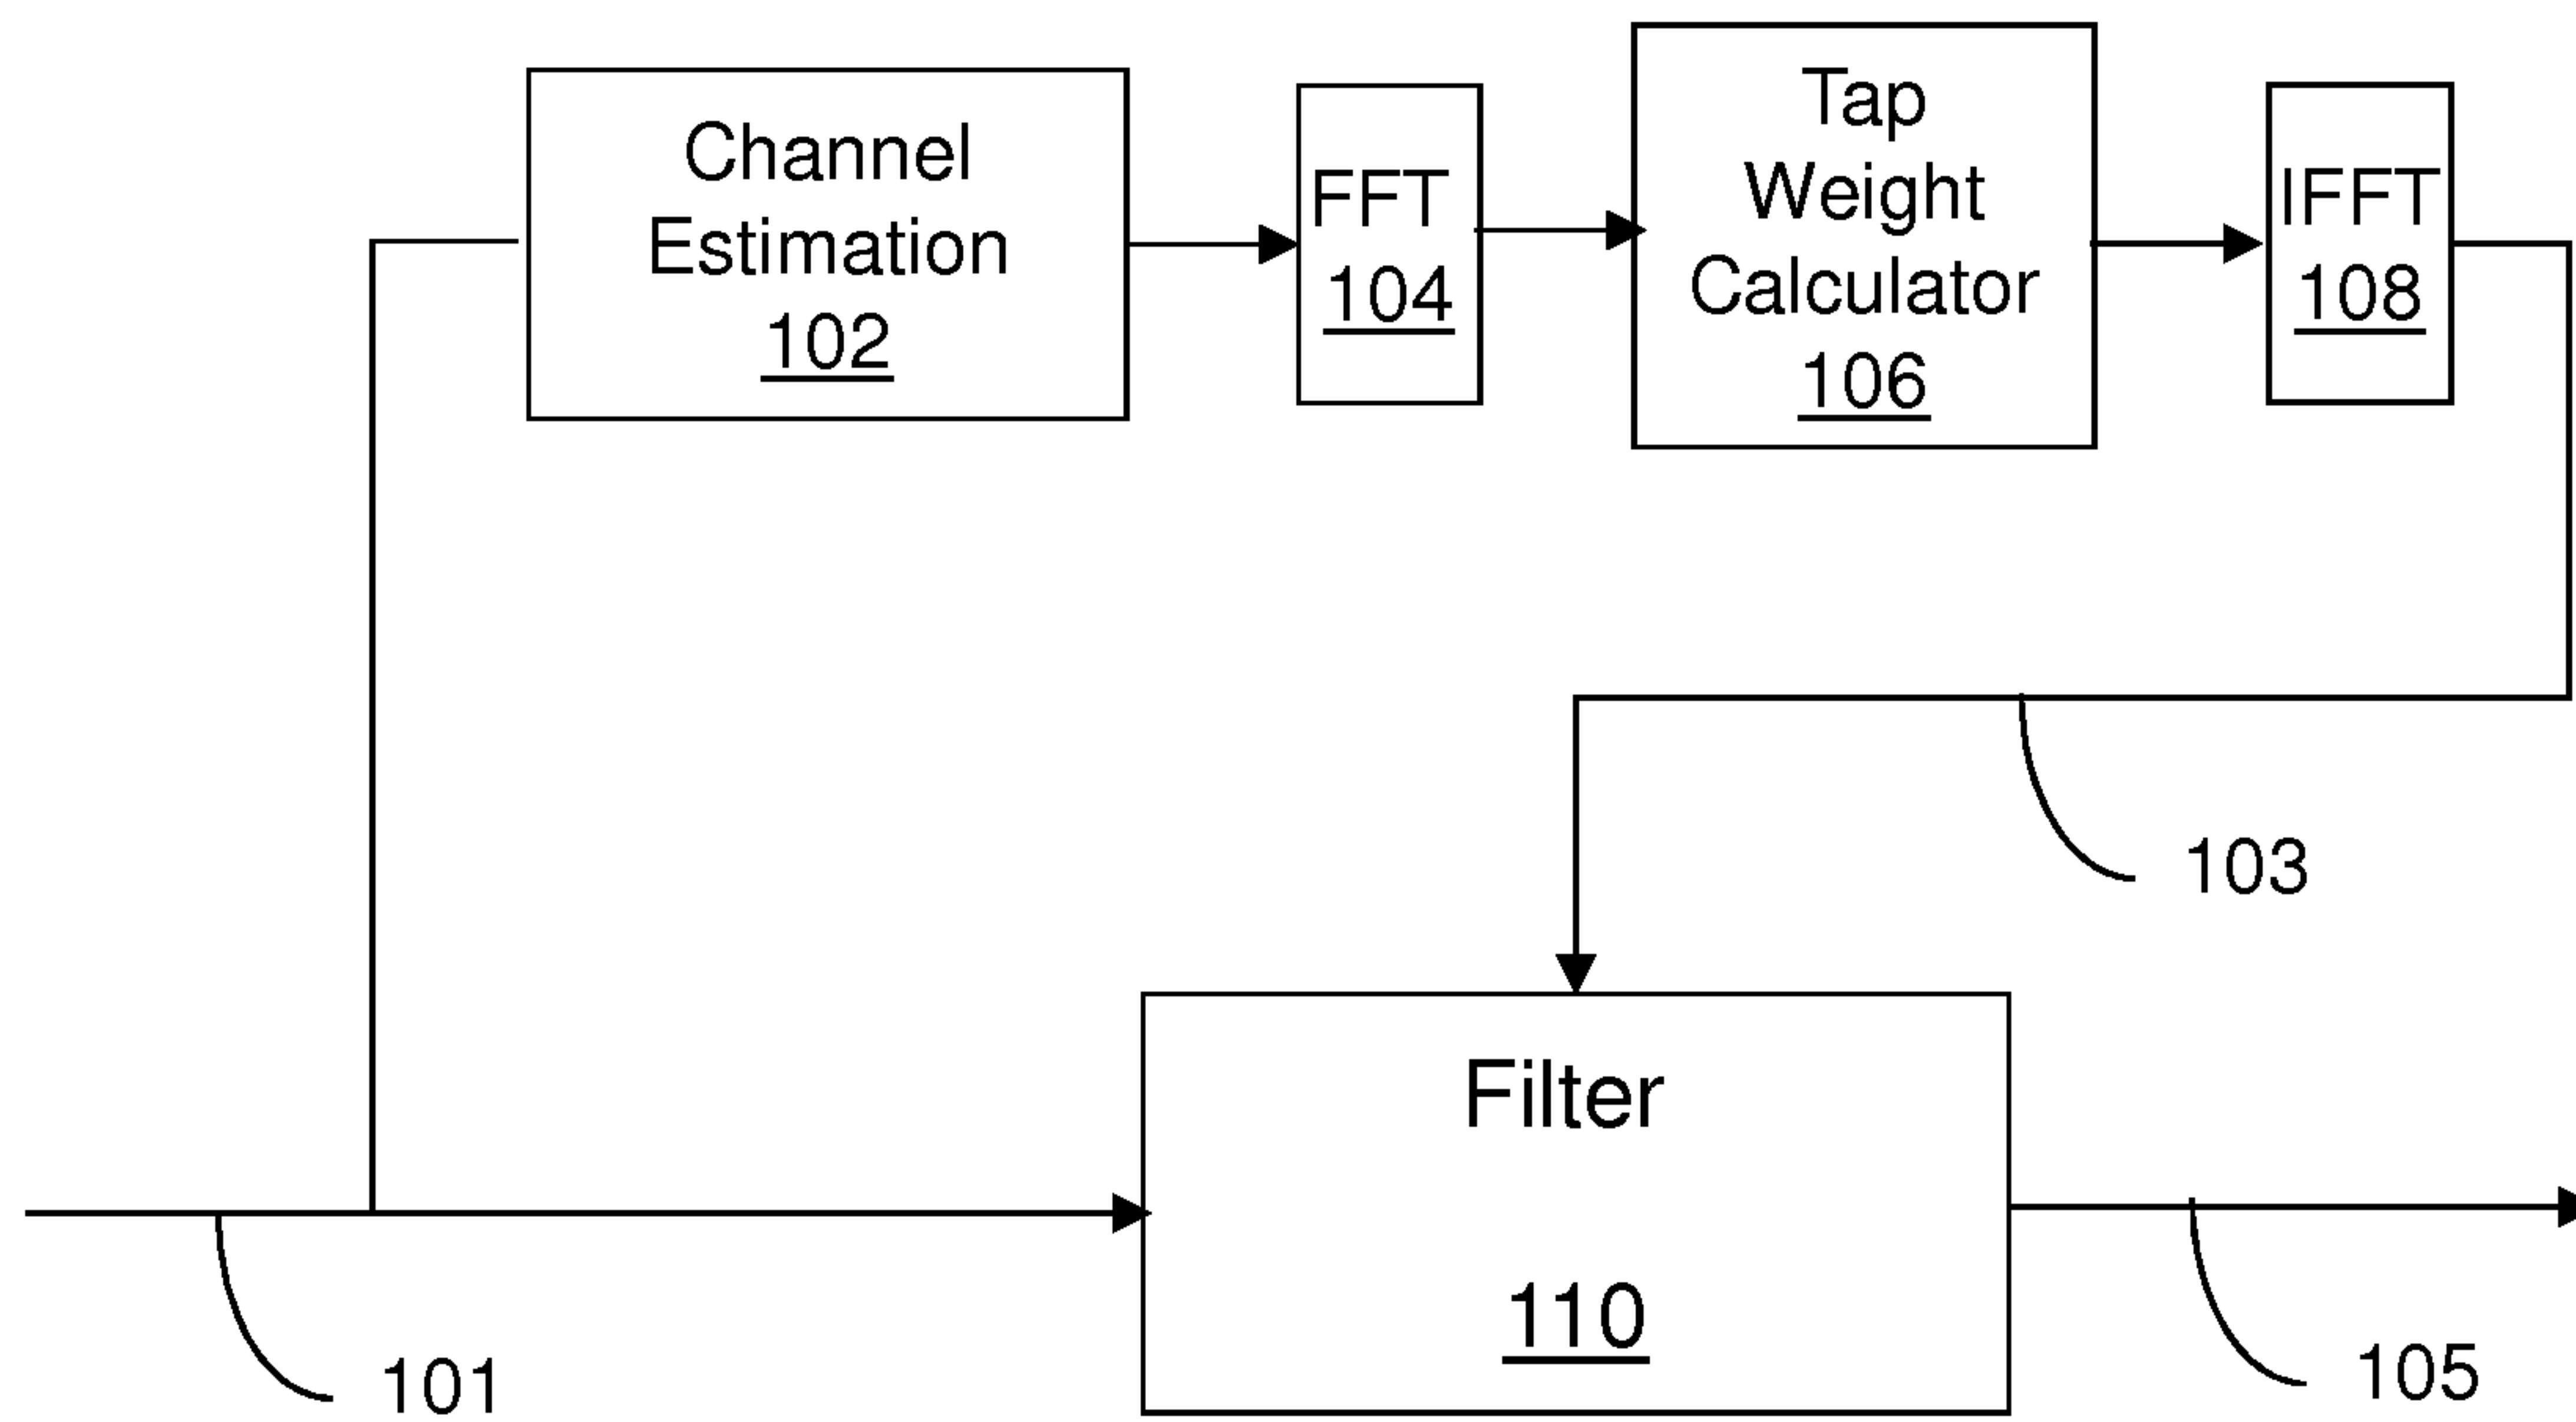 Channel
Estimation
102
FFT
104
Tap
Weight
Calculator
106
IFFT
108
103
Filter
110
101
105